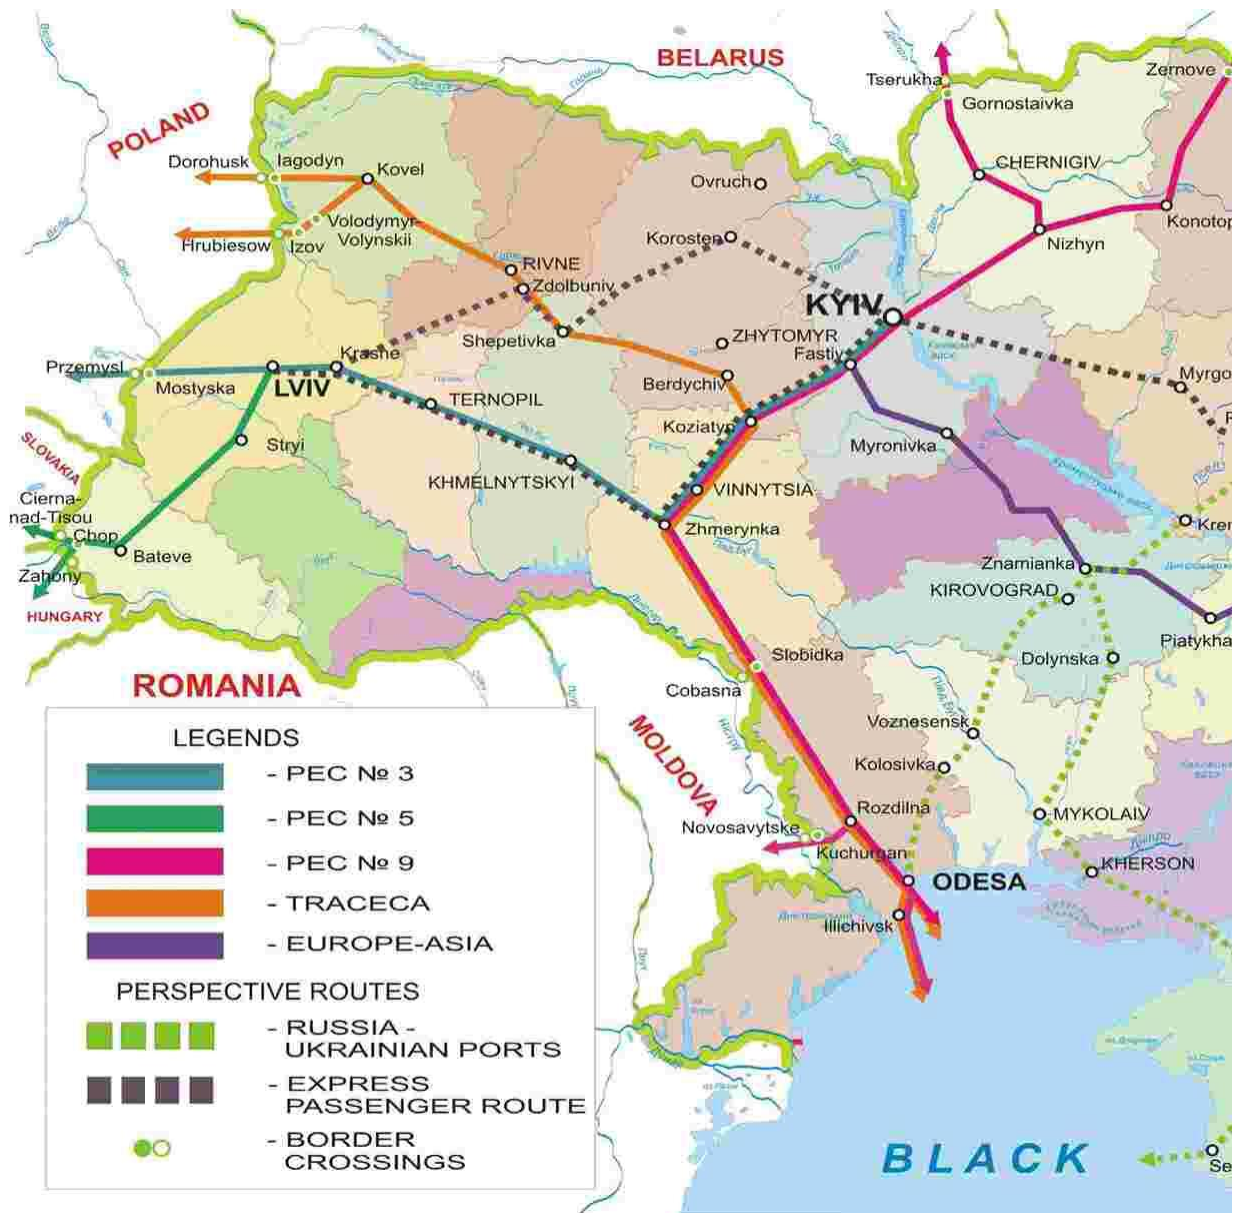 BELARUS
Tserukha
Zernove
Gornostaivka
POLAND
Dorohusk
Iagodyn
Kovel
CHERNIGIV
Ovruch
Volodymyr-
Volynskii
Hrubiesow
Izov
Korosten
Nizhyn
Konotop
RIVNE
Zdolbuniv
KYIV
Shepetivka
ZHYTOMYR
Krasne
Fastiv
Przemysl
Mostyska
LVIV
Berdychiv
Myrgo
TERNOPIL
Koziatyn
Stryi
Myronivka
SLOVAKIA
KHMELNYTSKYI
VINNYTSIA
Cierna-
nad-Tisou
Chop
Zhmerynka
Kren
Bateve
Zahony
Znamianka
KIROVOGRAD
HUNGARY
Piatykha
Slobidka
Dolynska
ROMANIA
Cobasna
MOLDOVA
Voznesensk
Kolosivka
Rozdilna
MYKOLAIV
Novosavytske
Kuchurgan
Дніпро
KHERSON
ODESA
Illichivsk
LEGENDS
- PEC № 3
- PEC № 5
- PEC № 9
- TRACECA
- EUROPE-ASIA
PERSPECTIVE ROUTES
- RUSSIA -
UKRAINIAN PORTS
- EXPRESS
PASSENGER ROUTE
- BORDER
CROSSINGS
BLACK
Se